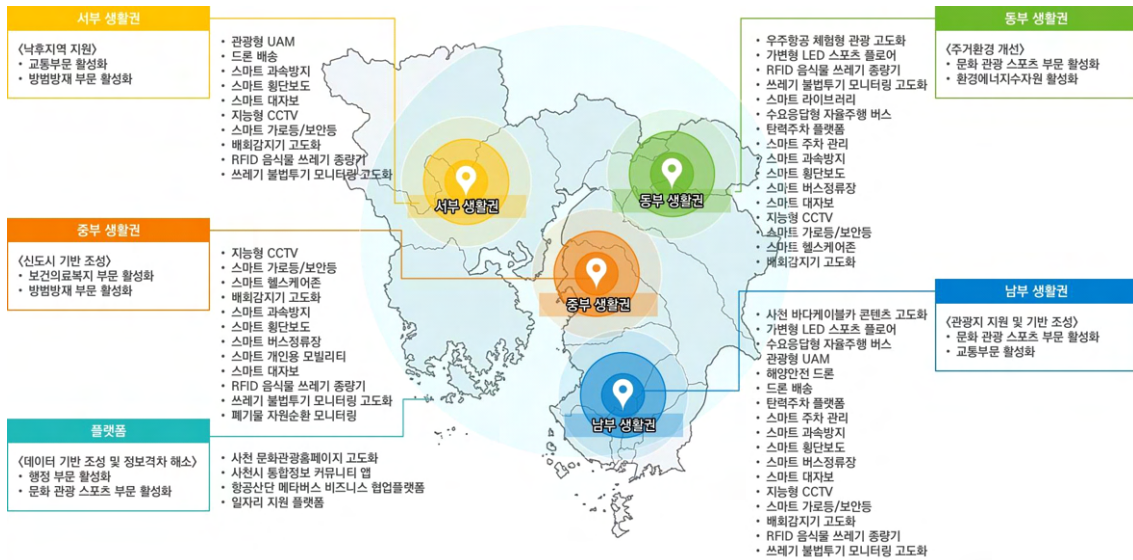 서부 생활권
〈낙후지역 지원〉
• 교통부문 활성화
• 방범방재 부문 활성화
• 관광형 UAM
• 드론 배송
• 스마트 과속방지
• 스마트 횡단보도
• 스마트 대자보
• 지능형 CCTV
• 스마트 가로등/보안등
• 배회감지기 고도화
• RFID 음식물 쓰레기 종량기
• 쓰레기 불법투기 모니터링 고도화
동부 생활권
〈주거환경 개선〉
• 문화 관광 스포츠 부문 활성화
• 환경에너지수자원 활성화
• 우주항공 체험형 관광 고도화
• 가변형 LED 스포츠 플로어
• RFID 음식물 쓰레기 종량기
• 쓰레기 불법투기 모니터링 고도화
• 스마트 라이브러리
• 수요응답형 자율주행 버스
• 탄력주차 플랫폼
• 스마트 주차 관리
• 스마트 과속방지
• 스마트 횡단보도
• 스마트 버스정류장
• 스마트 대자보
• 지능형 CCTV
• 스마트 가로등/보안등
• 스마트 헬스케어존
• 배회감지기 고도화
서부 생활권
동부 생활권
중부 생활권
남부 생활권
중부 생활권
〈신도시 기반 조성〉
• 보건의료복지 부문 활성화
• 방범방재 부문 활성화
• 지능형 CCTV
• 스마트 가로등/보안등
• 스마트 헬스케어존
• 배회감지기 고도화
• 스마트 과속방지
• 스마트 횡단보도
• 스마트 버스정류장
• 스마트 개인용 모빌리티
• 스마트 대자보
• RFID 음식물 쓰레기 종량기
• 쓰레기 불법투기 모니터링 고도화
• 폐기물 자원순환 모니터링
남부 생활권
〈관광지 지원 및 기반 조성〉
• 문화 관광 스포츠 부문 활성화
• 교통부문 활성화
• 사천 바다케이블카 콘텐츠 고도화
• 가변형 LED 스포츠 플로어
• 수요응답형 자율주행 버스
• 관광형 UAM
• 해양안전 드론
• 드론 배송
• 탄력주차 플랫폼
• 스마트 주차 관리
• 스마트 과속방지
• 스마트 횡단보도
• 스마트 버스정류장
• 스마트 대자보
• 지능형 CCTV
• 스마트 가로등/보안등
• 배회감지기 고도화
• RFID 음식물 쓰레기 종량기
• 쓰레기 불법투기 모니터링 고도화
플랫폼
〈데이터 기반 조성 및 정보격차 해소〉
• 행정 부문 활성화
• 문화 관광 스포츠 부문 활성화
• 사천 문화관광홈페이지 고도화
• 사천시 통합정보 커뮤니티 앱
• 항공산단 메타버스 비즈니스 협업플랫폼
• 일자리 지원 플랫폼